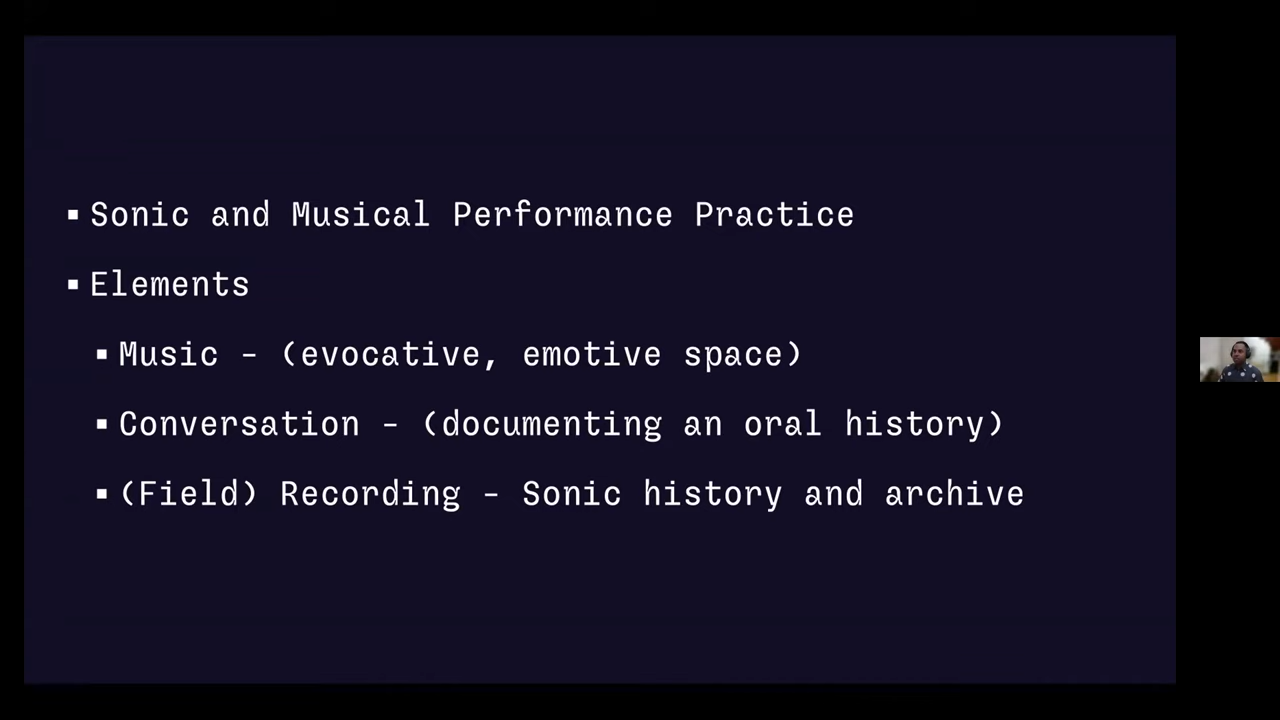 ▪ Sonic and Musical Performance Practice
▪ Elements
▪ Music - (evocative, emotive space)
▪ Conversation - (documenting an oral history)
▪ (Field) Recording - Sonic history and archive